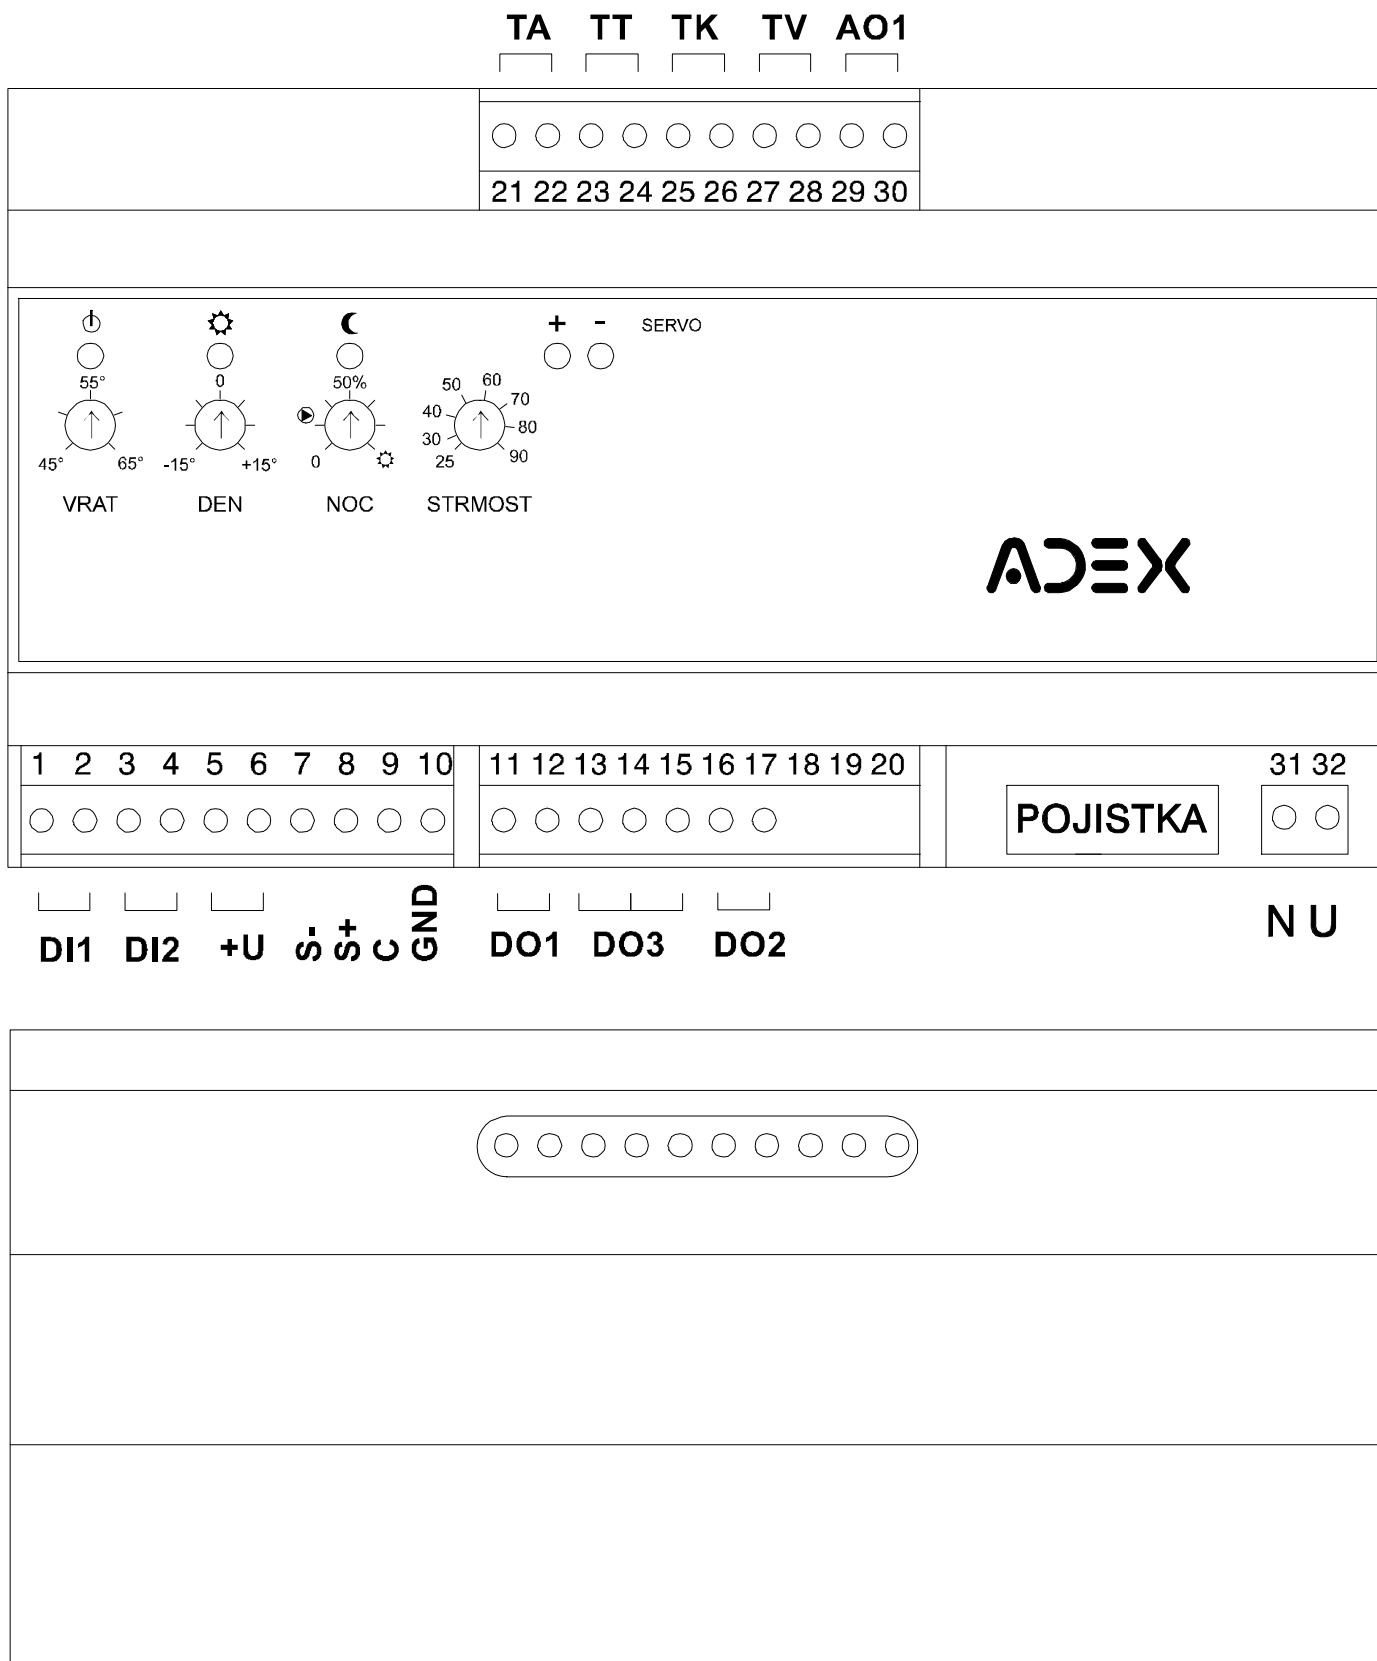 TA TT TK TV AO1
21 22 23 24 25 26 27 28 29 30
+ - SERVO
55° 0 50% 50 60 70 80 90 40 30 25
45° 65° -15° +15° 0
VRAT DEN NOC STRMOST
ADEX
1 2 3 4 5 6 7 8 9 10 11 12 13 14 15 16 17 18 19 20 31 32
POJISTKA
DI1 DI2 +U S- S+ C GND DO1 DO3 DO2 N U